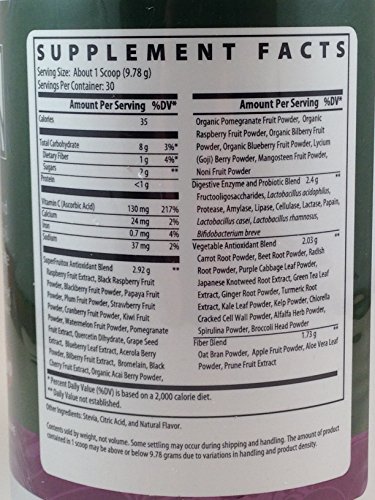 SUPPLEMENT FACTS
Serving Size: About 1 Scoop (9.78 g)
Servings Per Container: 30
Amount Per Serving %DV*
Calories 35
Total Carbohydrate 8 g 3%*
Dietary Fiber 1 g 4%*
Sugars 2 g **
Protein <1 g
Vitamin C (Ascorbic Acid) 130 mg 217%
Calcium 24 mg 2%
Iron 0.7 mg 4%
Sodium 37 mg 2%
Superfruitox Antioxidant Blend 2.92 g **
Raspberry Fruit Extract, Black Raspberry Fruit
Powder, Blackberry Fruit Powder, Papaya Fruit
Powder, Plum Fruit Powder, Strawberry Fruit
Powder, Cranberry Fruit Powder, Kiwi Fruit
Powder, Watermelon Fruit Powder, Pomegranate
Fruit Extract, Quercetin Dihydrate, Grape Seed
Extract, Blueberry Leaf Extract, Acerola Berry
Powder, Bilberry Fruit Extract, Bromelain, Black
Cherry Fruit Extract, Organic Acai Berry Powder,
Amount Per Serving %DV*
Organic Pomegranate Fruit Powder, Organic
Raspberry Fruit Powder, Organic Bilberry Fruit
Powder, Organic Blueberry Fruit Powder, Lycium
(Goji) Berry Powder, Mangosteen Fruit Powder,
Noni Fruit Powder
Digestive Enzyme and Probiotic Blend 2.4 g **
Fructooligosaccharides, Lactobacillus acidophilus,
Protease, Amylase, Lipase, Cellulase, Lactase, Papain,
Lactobacillus casei, Lactobacillus rhamnosus,
Bifidobacterium breve
Vegetable Antioxidant Blend 2.03 g **
Carrot Root Powder, Beet Root Powder, Radish
Root Powder, Purple Cabbage Leaf Powder,
Japanese Knotweed Root Extract, Green Tea Leaf
Extract, Ginger Root Powder, Turmeric Root
Extract, Kale Leaf Powder, Kelp Powder, Chlorella
Cracked Cell Wall Powder, Alfalfa Herb Powder,
Spirulina Powder, Broccoli Head Powder
Fiber Blend 1.73 g **
Oat Bran Powder, Apple Fruit Powder, Aloe Vera Leaf
Powder, Prune Fruit Extract
* Percent Daily Value (%DV) is based on a 2,000 calorie diet.
** Daily Value not established.
Other Ingredients: Stevia, Citric Acid, and Natural Flavor.
Contents sold by weight, not volume. Some settling may occur during shipping and handling. The amount of product
contained in 1 scoop may be above or below 9.78 grams due to variations in handling and product density.